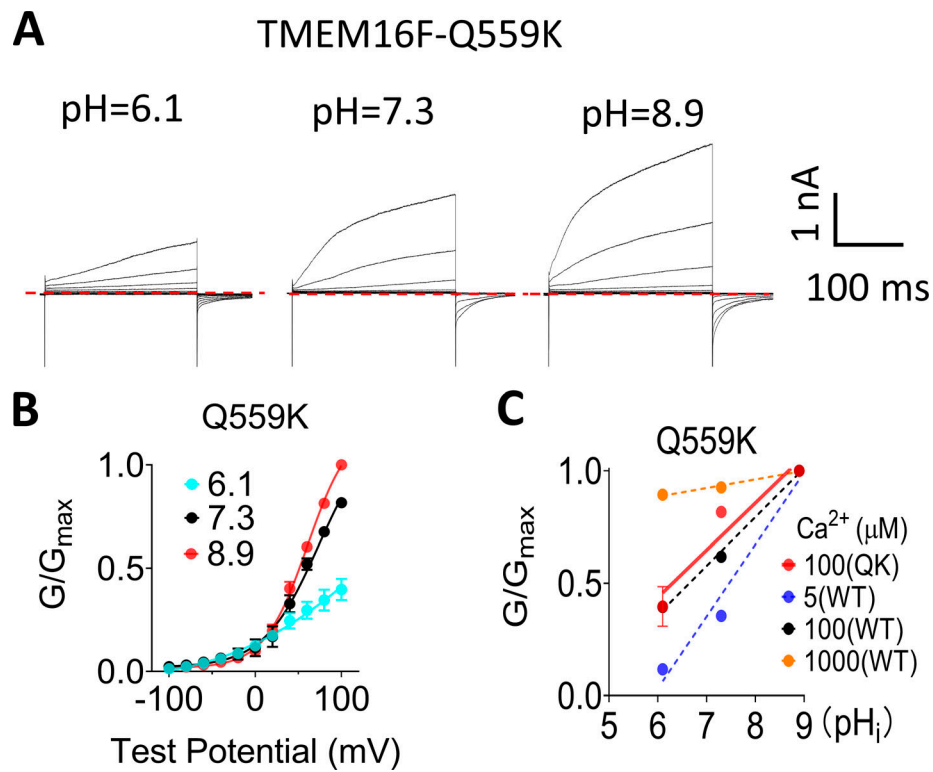 A
TMEM16F-Q559K
pH=6.1
pH=7.3
pH=8.9
1 nA
100 ms
B
Q559K
1.0
0.5
0.0
G/Gmax
6.1
7.3
8.9
-100
0
100
Test Potential (mV)
C
Q559K
1.0
0.5
0.0
G/Gmax
Ca2+ (μM)
100(QK)
5(WT)
100(WT)
1000(WT)
5 6 7 8 9 (pHi)